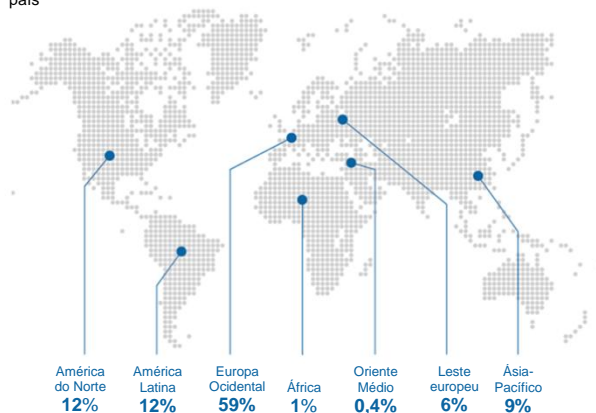 país
América
do Norte
12%
América
Latina
12%
Europa
Ocidental
59%
África
1%
Oriente
Médio
0,4%
Leste
europeu
6%
Ásia-
Pacífico
9%